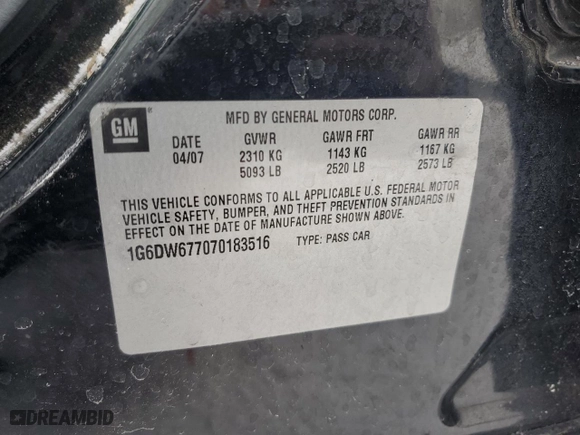 GM
MFD BY GENERAL MOTORS CORP.
DATE GVWR GAWR FRT GAWR RR
04/07 2310 KG 1143 KG 1167 KG
5093 LB 2520 LB 2573 LB
THIS VEHICLE CONFORMS TO ALL APPLICABLE U.S. FEDERAL MOTOR
VEHICLE SAFETY, BUMPER, AND THEFT PREVENTION STANDARDS IN
EFFECT ON THE DATE OF MANUFACTURE SHOWN ABOVE.
1G6DW677070183516 TYPE: PASS CAR
DREAMBID